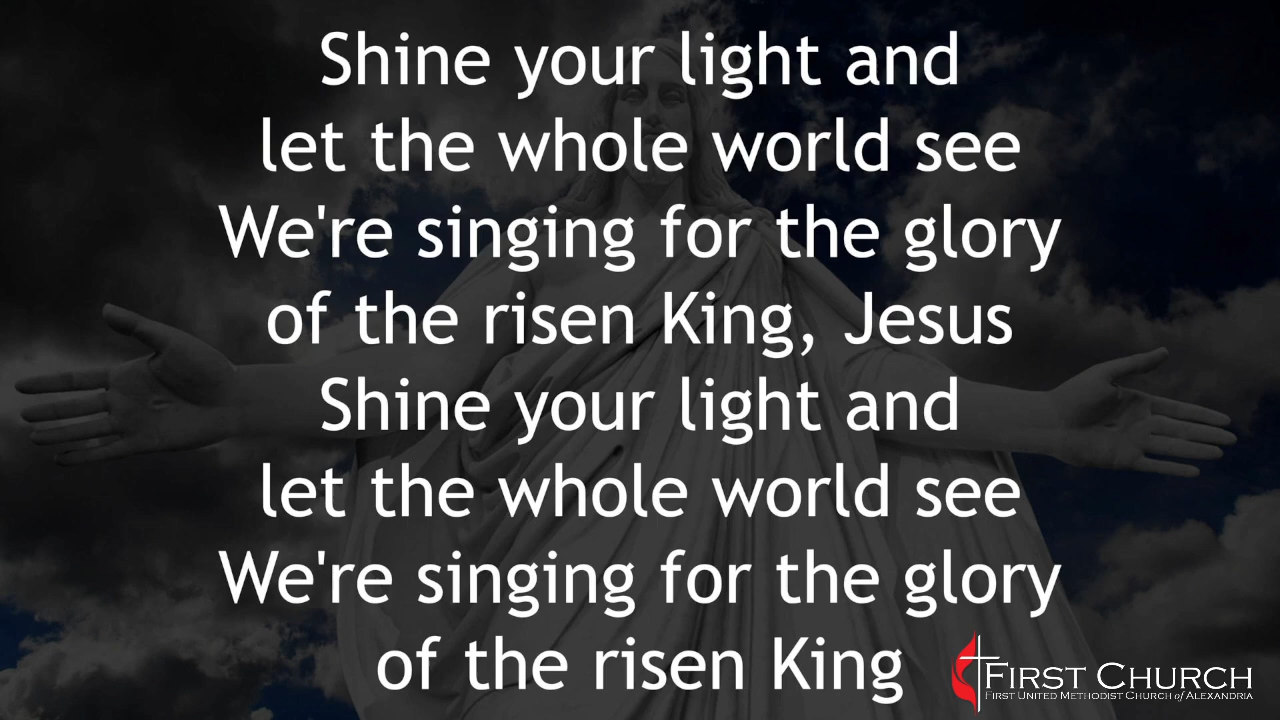 Shine your light and
let the whole world see
We're singing for the glory
of the risen King, Jesus
Shine your light and
let the whole world see
We're singing for the glory
of the risen King
First Church
First United Methodist Church of Alexandria